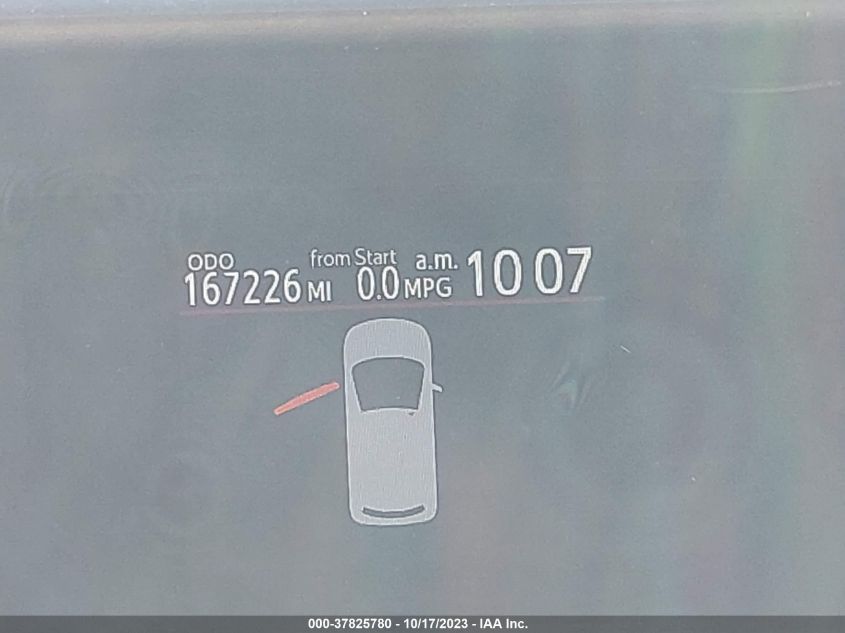 ODO from Start a.m. 10 07
167226 MI 0.0 MPG
000-37825780 - 10/17/2023 - IAA Inc.